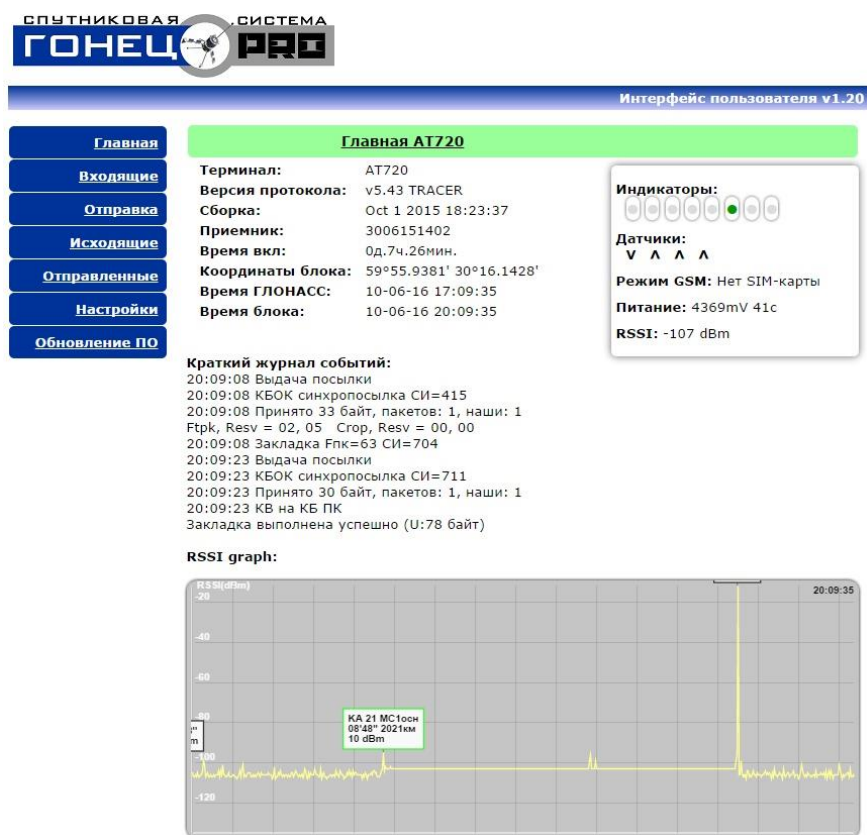 СПУТНИКОВАЯ СИСТЕМА
ГОНЕЦ PRO
Интерфейс пользователя v1.20
Главная
Входящие
Отправка
Исходящие
Отправленные
Настройки
Обновление ПО
Главная AT720
Терминал: AT720
Версия протокола: v5.43 TRACER
Сборка: Oct 1 2015 18:23:37
Приемник: 3006151402
Время вкл: 0д.7ч.26мин.
Координаты блока: 59°55.9381' 30°16.1428'
Время ГЛОНАСС: 10-06-16 17:09:35
Время блока: 10-06-16 20:09:35
Индикаторы:
Датчики:
v ʌ ʌ ʌ
Режим GSM: Нет SIM-карты
Питание: 4369mV 41c
RSSI: -107 dBm
Краткий журнал событий:
20:09:08 Выдача посылки
20:09:08 КБОК синхропосылка СИ=415
20:09:08 Принято 33 байт, пакетов: 1, наши: 1
Ftpk, Resv = 02, 05 Crop, Resv = 00, 00
20:09:08 Закладка Fпк=63 СИ=704
20:09:23 Выдача посылки
20:09:23 КБОК синхропосылка СИ=711
20:09:23 Принято 30 байт, пакетов: 1, наши: 1
20:09:23 КВ на КБ ПК
Закладка выполнена успешно (U:78 байт)
RSSI graph:
RSSI(dBm)
20:09:35
-20
-40
-60
-80
КА 21 МС1осн
08'48" 2021км
10 dBm
"
m
-100
-120